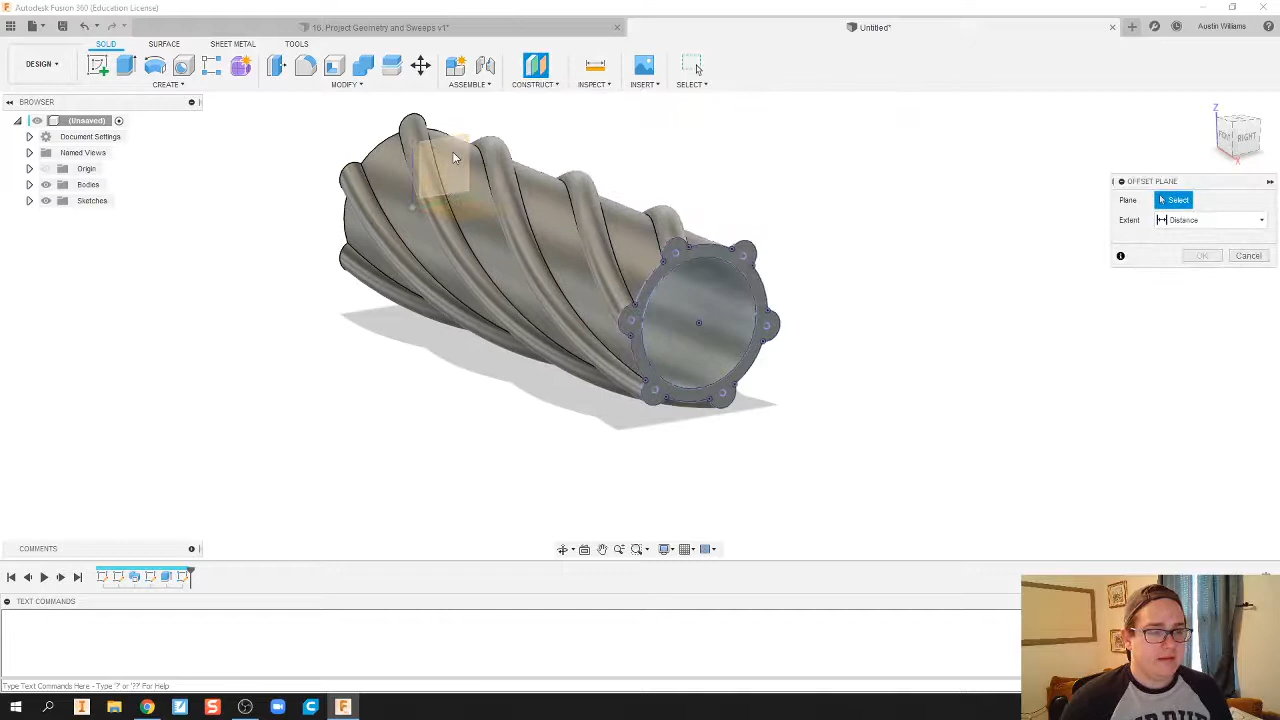 Autodesk Fusion 360 (Education License)
16. Project Geometry and Sweeps v1*
Untitled*
Austin Williams
SOLID SURFACE SHEET METAL TOOLS
DESIGN
CREATE MODIFY ASSEMBLE CONSTRUCT INSPECT INSERT SELECT
BROWSER
(Unsaved)
Document Settings
Named Views
Origin
Bodies
Sketches
Z
RIGHT
X
OFFSET PLANE
Plane Select
Extent Distance
OK Cancel
COMMENTS
TEXT COMMANDS
Type Text Commands Here - Type '?' or '??' For Help